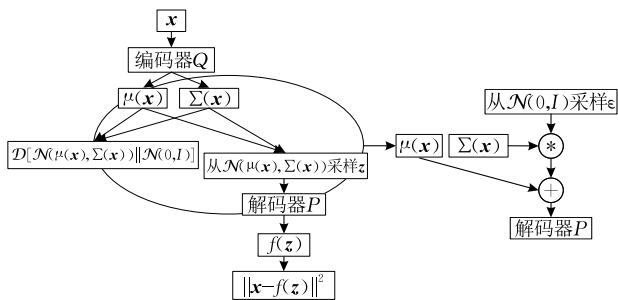 x
编码器Q
μ(x) Σ(x)
𝒟[𝒩(μ(x),Σ(x))||𝒩(0,I)]
从𝒩(μ(x),Σ(x))采样z
解码器P
f(z)
||x−f(z)||²
从𝒩(0,I)采样ε
μ(x) Σ(x) *
+
解码器P